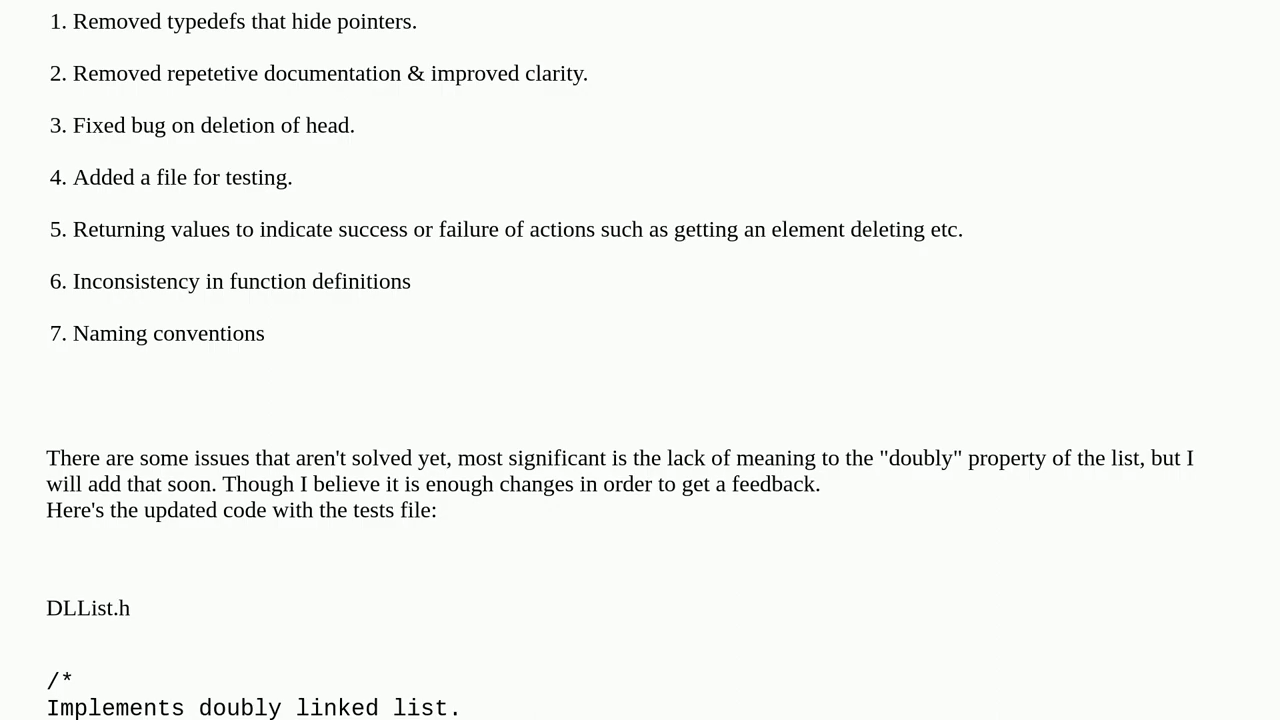 1. Removed typedefs that hide pointers.
2. Removed repetetive documentation & improved clarity.
3. Fixed bug on deletion of head.
4. Added a file for testing.
5. Returning values to indicate success or failure of actions such as getting an element deleting etc.
6. Inconsistency in function definitions
7. Naming conventions
There are some issues that aren't solved yet, most significant is the lack of meaning to the "doubly" property of the list, but I
will add that soon. Though I believe it is enough changes in order to get a feedback.
Here's the updated code with the tests file:
DLList.h
/*
Implements doubly linked list.